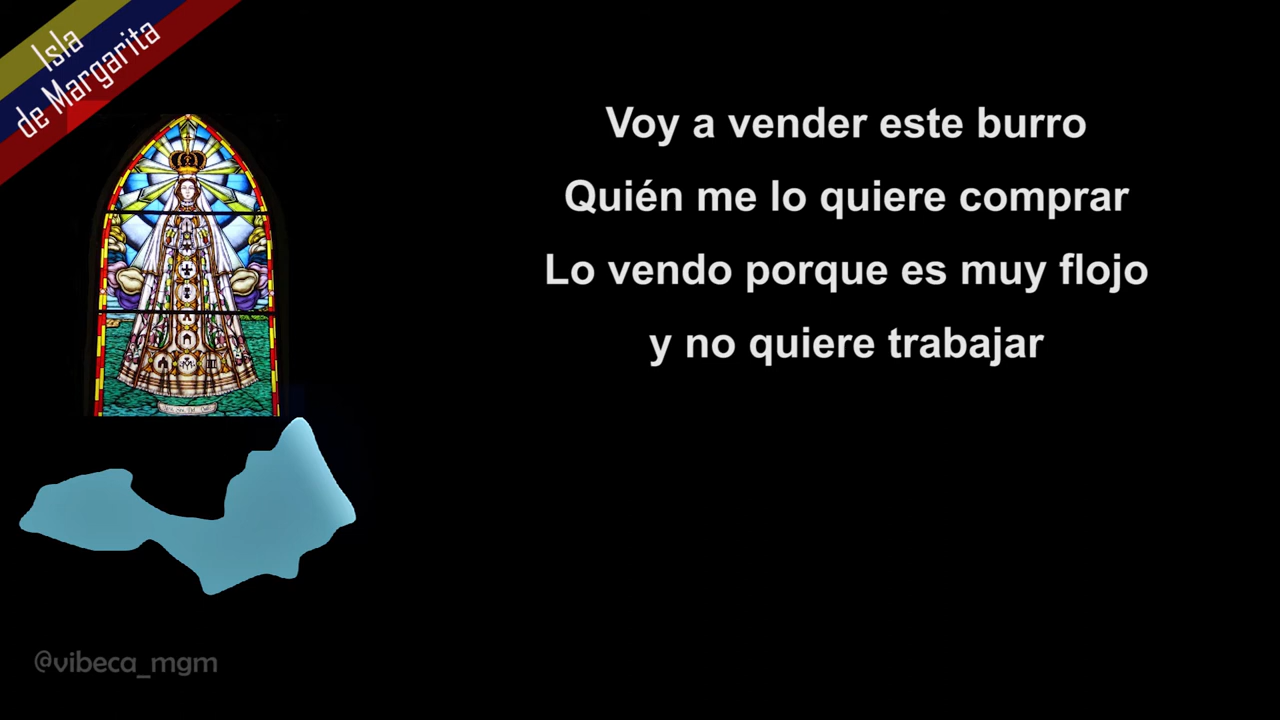 Isla
de Margarita
Voy a vender este burro
Quién me lo quiere comprar
Lo vendo porque es muy flojo
y no quiere trabajar
@vibeca_mgm